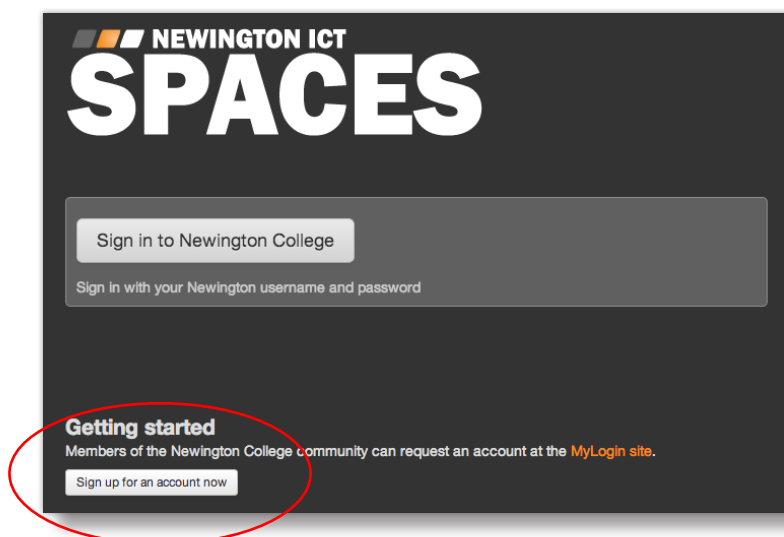 NEWINGTON ICT
SPACES
Sign in to Newington College
Sign in with your Newington username and password
Getting started
Members of the Newington College community can request an account at the MyLogin site.
Sign up for an account now